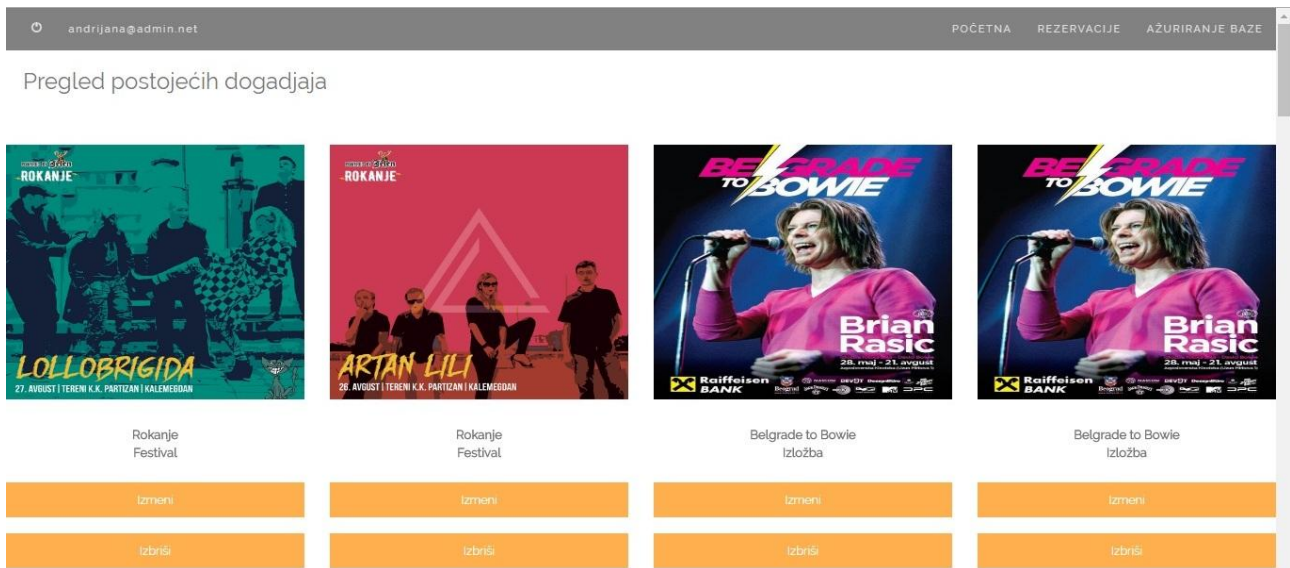 andrijana@admin.net
POČETNA REZERVACIJE AŽURIRANJE BAZE
Pregled postojećih dogadjaja
ROKANJE
LOLLOBRIGIDA
27. AVGUST | TERENI K.K. PARTIZAN | KALEMEGDAN
Rokanje
Festival
Izmeni
Izbriši
ROKANJE
ARTAN LILI
26. AVGUST | TERENI K.K. PARTIZAN | KALEMEGDAN
Rokanje
Festival
Izmeni
Izbriši
BELGRADE
TO BOWIE
Brian
Rasic
28. maj - 21. avgust
Raiffeisen
BANK
Beograd
Belgrade to Bowie
Izložba
Izmeni
Izbriši
BELGRADE
TO BOWIE
Brian
Rasic
28. maj - 21. avgust
Raiffeisen
BANK
Beograd
Belgrade to Bowie
Izložba
Izmeni
Izbriši